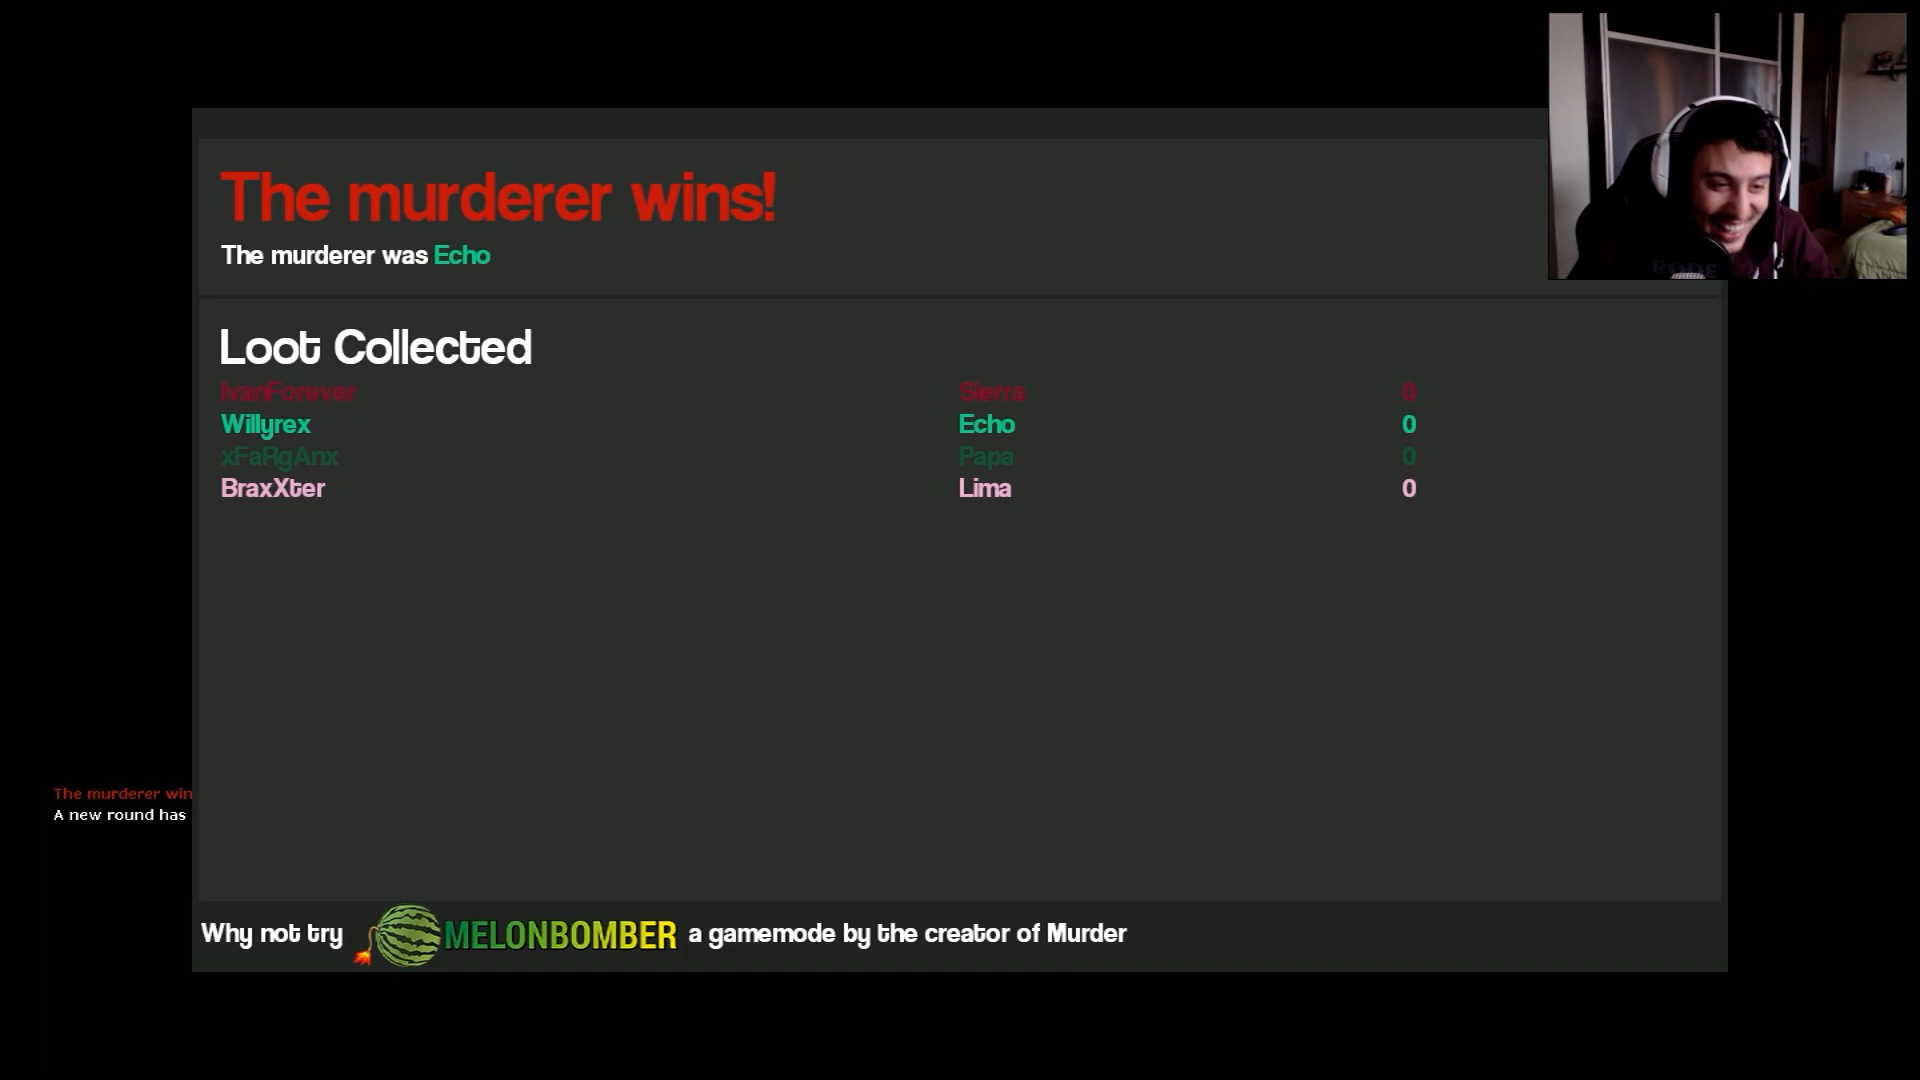 The murderer wins!
The murderer was Echo
Loot Collected
IvanForever Sierra 0
Willyrex Echo 0
xFaRgAnx Papa 0
BraxXter Lima 0
The murderer win
A new round has
Why not try MELONBOMBER a gamemode by the creator of Murder
RODE